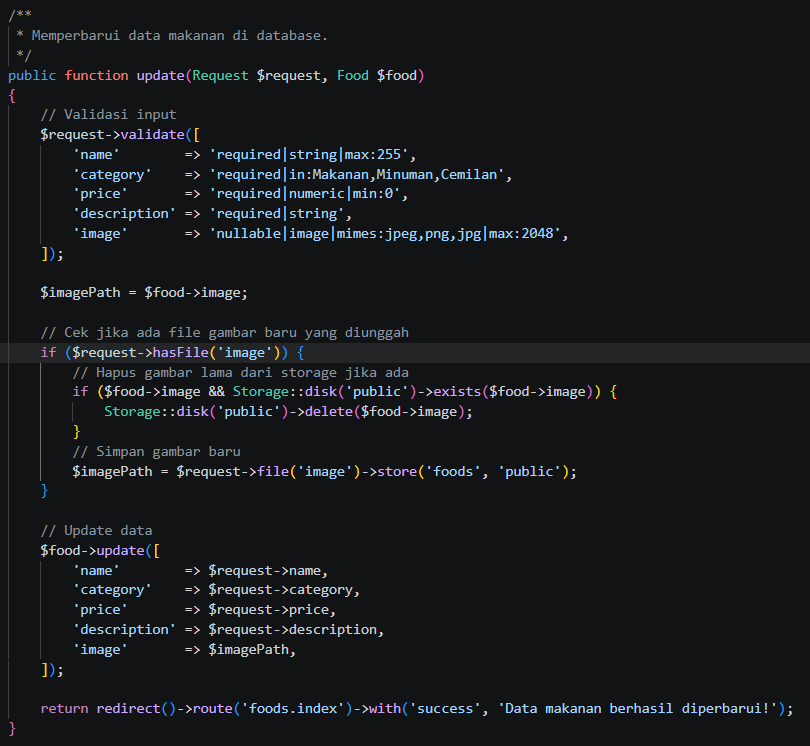 /**
 * Memperbarui data makanan di database.
 */
public function update(Request $request, Food $food)
{
    // Validasi input
    $request->validate([
        'name'        => 'required|string|max:255',
        'category'    => 'required|in:Makanan,Minuman,Cemilan',
        'price'       => 'required|numeric|min:0',
        'description' => 'required|string',
        'image'       => 'nullable|image|mimes:jpeg,png,jpg|max:2048',
    ]);

    $imagePath = $food->image;

    // Cek jika ada file gambar baru yang diunggah
    if ($request->hasFile('image')) {
        // Hapus gambar lama dari storage jika ada
        if ($food->image && Storage::disk('public')->exists($food->image)) {
            Storage::disk('public')->delete($food->image);
        }
        // Simpan gambar baru
        $imagePath = $request->file('image')->store('foods', 'public');
    }

    // Update data
    $food->update([
        'name'        => $request->name,
        'category'    => $request->category,
        'price'       => $request->price,
        'description' => $request->description,
        'image'       => $imagePath,
    ]);

    return redirect()->route('foods.index')->with('success', 'Data makanan berhasil diperbarui!');
}